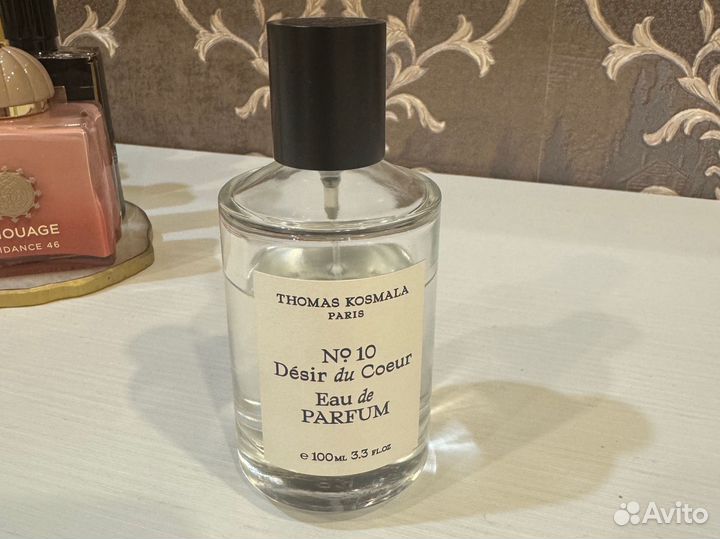 THOMAS KOSMALA
PARIS
Nº 10
Désir du Coeur
Eau de
PARFUM
e 100ML 3.3 FL.OZ
OUAGE
IDANCE 46
Avito